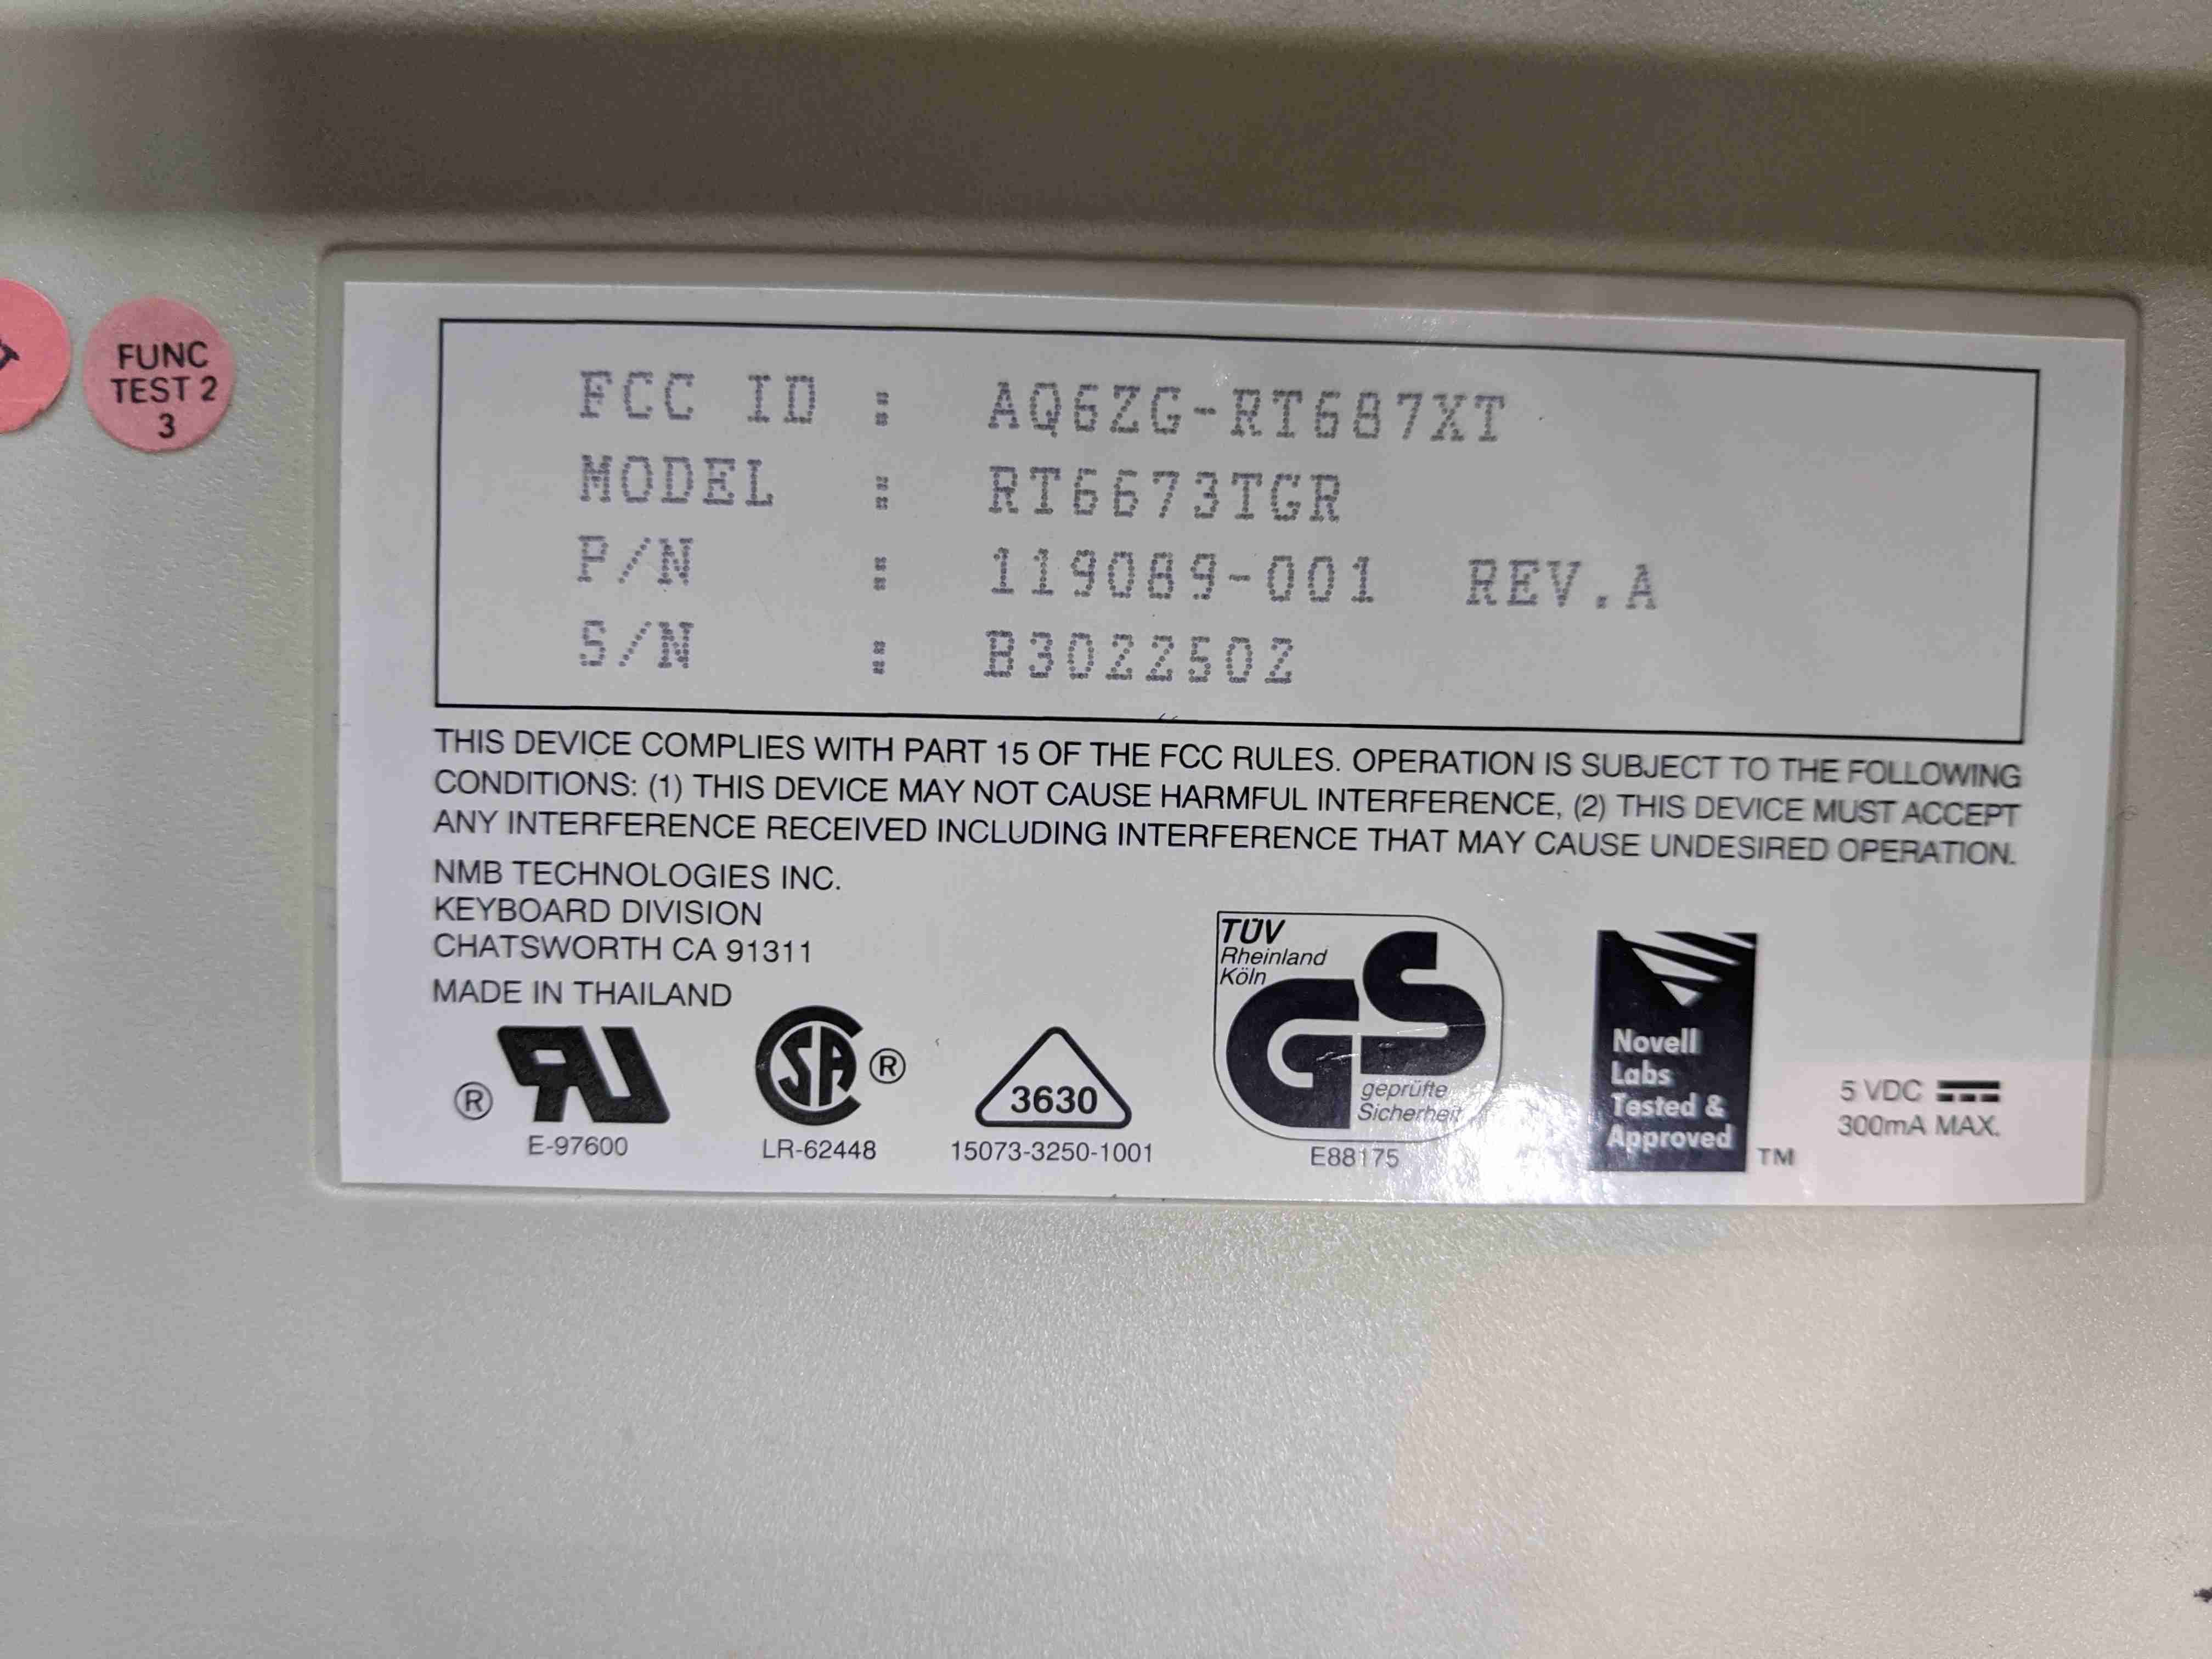 FUNC
TEST 2
3
FCC ID : AQ6ZG-RT687XT
MODEL : RT6673TGR
P/N : 119089-001 REV.A
S/N : B3022502
THIS DEVICE COMPLIES WITH PART 15 OF THE FCC RULES. OPERATION IS SUBJECT TO THE FOLLOWING
CONDITIONS: (1) THIS DEVICE MAY NOT CAUSE HARMFUL INTERFERENCE, (2) THIS DEVICE MUST ACCEPT
ANY INTERFERENCE RECEIVED INCLUDING INTERFERENCE THAT MAY CAUSE UNDESIRED OPERATION.
NMB TECHNOLOGIES INC.
KEYBOARD DIVISION
CHATSWORTH CA 91311
MADE IN THAILAND
® RU
E-97600
SA ®
LR-62448
3630
15073-3250-1001
TÜV
Rheinland
Köln
GS
geprüfte
Sicherheit
E88175
Novell
Labs
Tested &
Approved TM
5 VDC
300mA MAX.